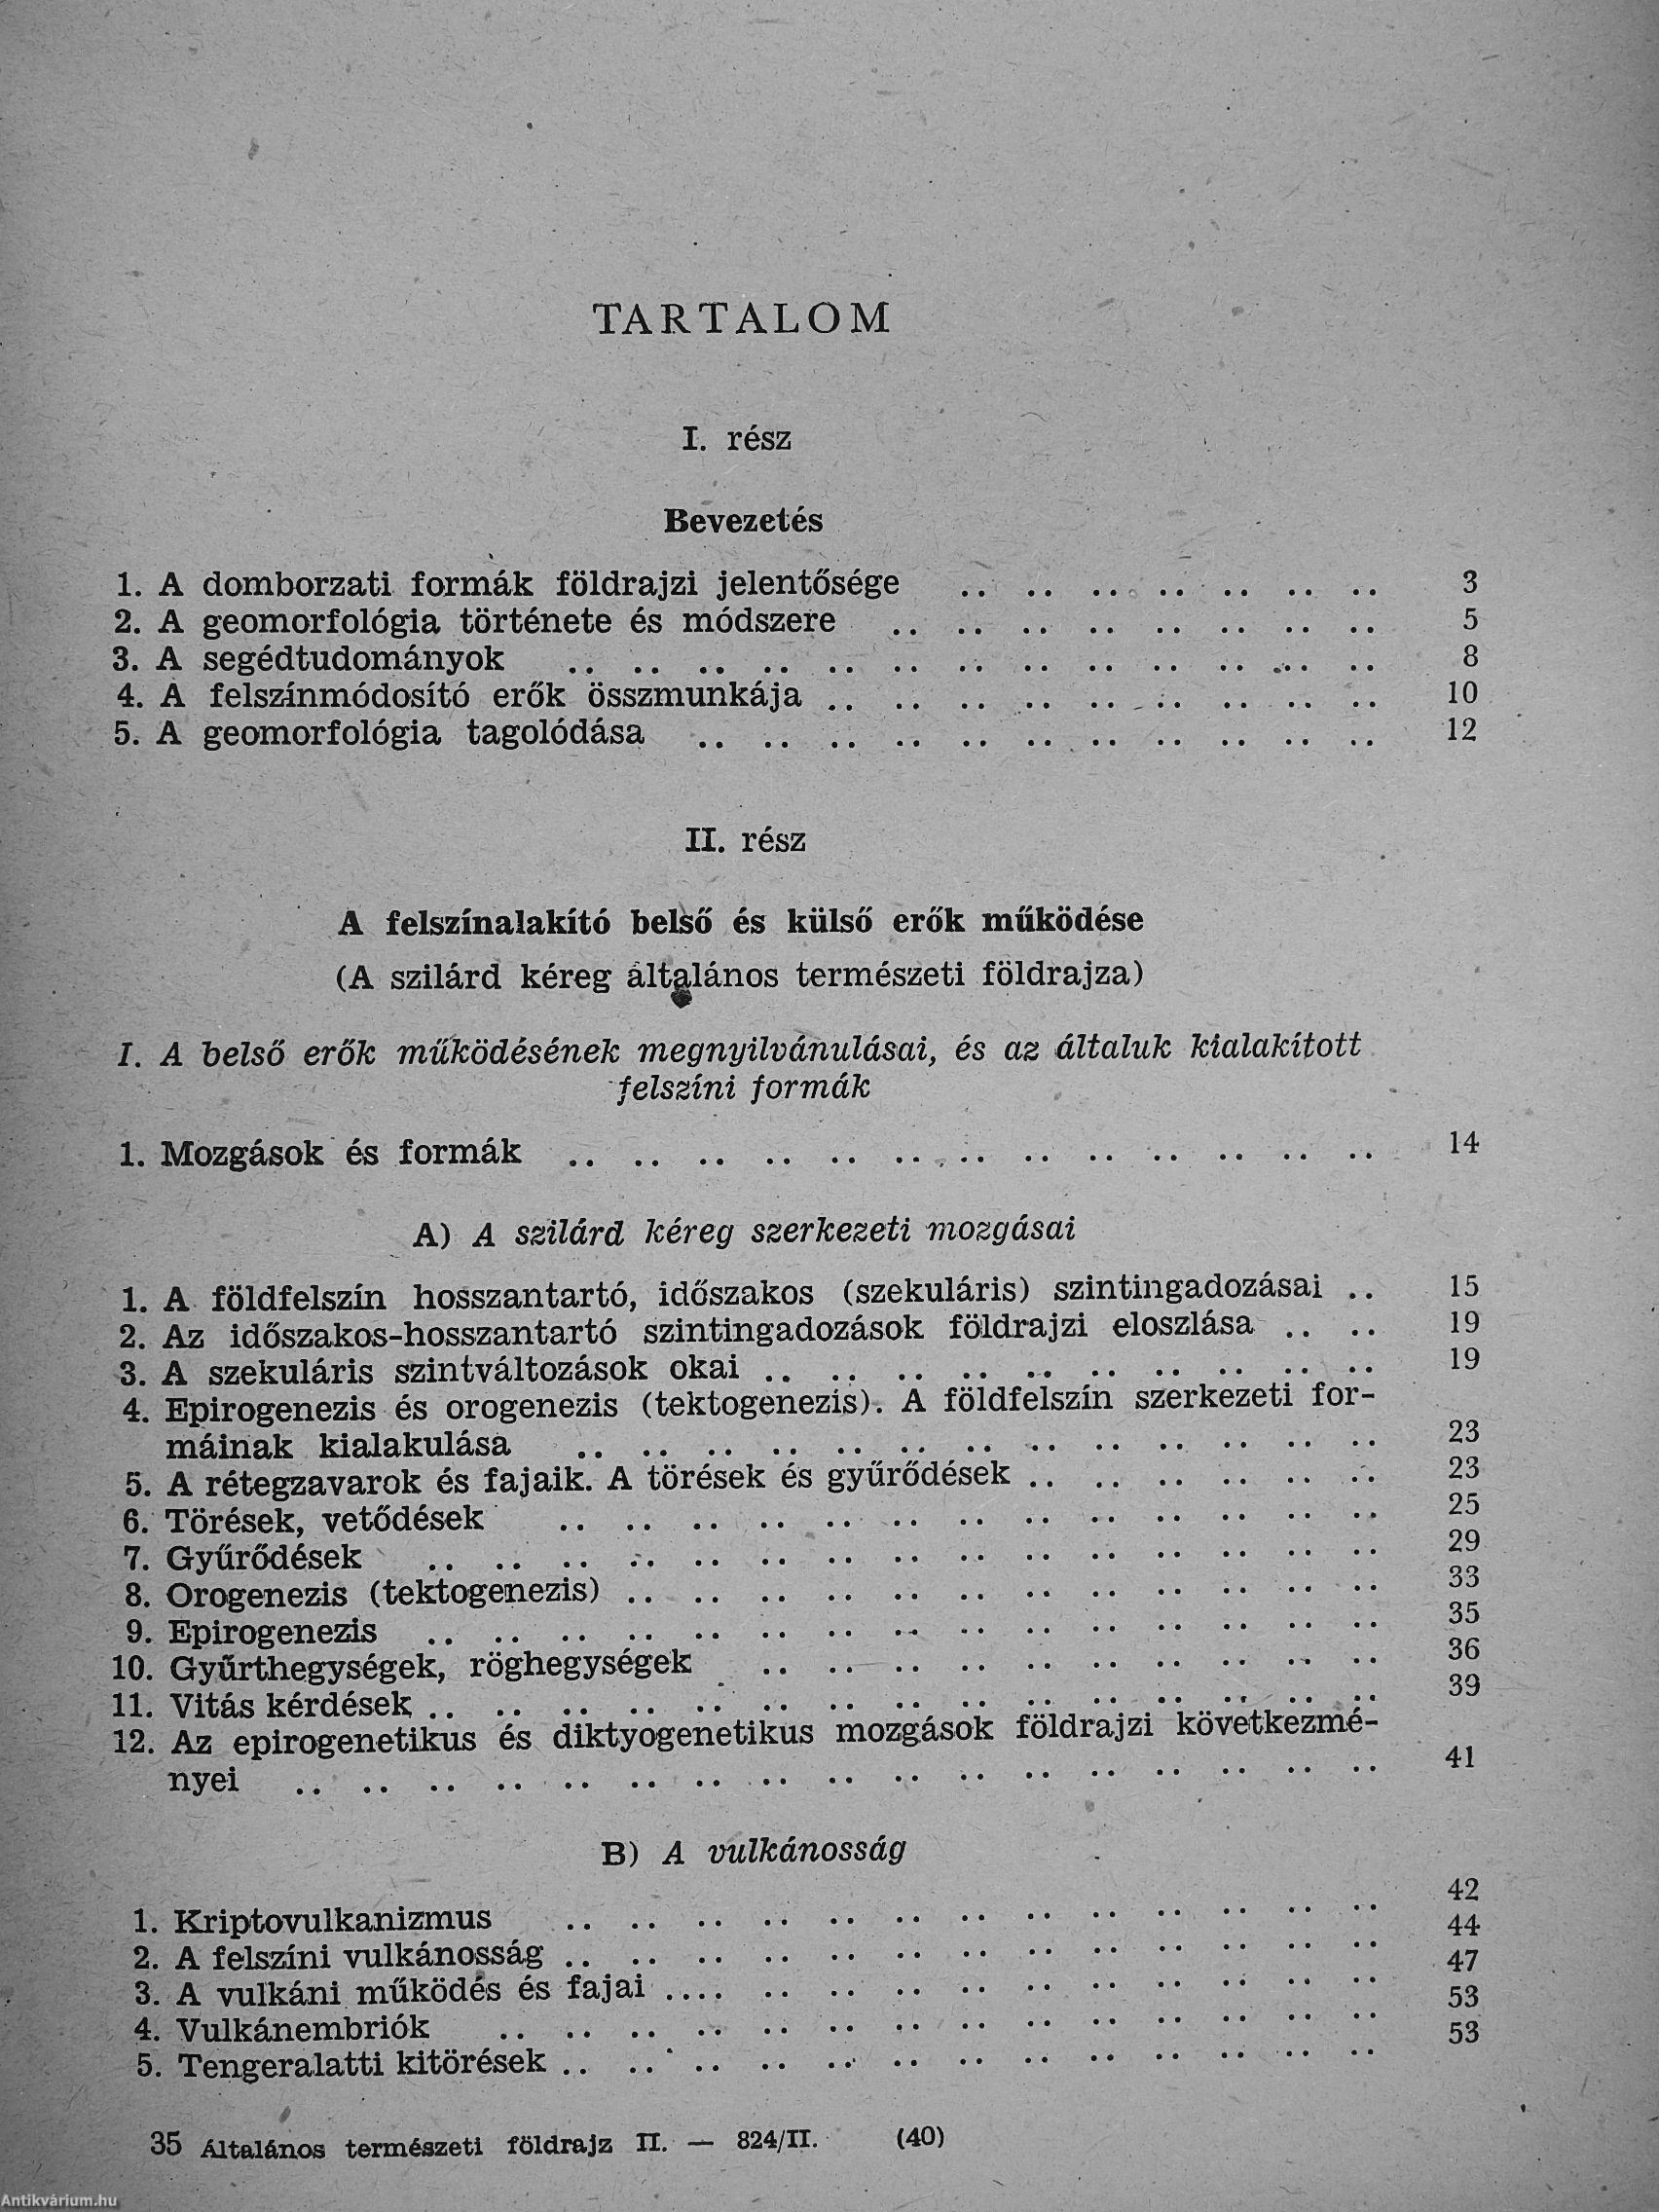 TARTALOM
I. rész
Bevezetés
1. A domborzati formák földrajzi jelentősége .. .. .. .. .. .. .. 3
2. A geomorfológia története és módszere .. .. .. .. .. .. .. .. 5
3. A segédtudományok .. .. .. .. .. .. .. .. .. .. .. .. .. 8
4. A felszínmódosító erők összmunkája .. .. .. .. .. .. .. .. .. 10
5. A geomorfológia tagolódása .. .. .. .. .. .. .. .. .. .. .. 12
II. rész
A felszínalakító belső és külső erők működése
(A szilárd kéreg általános természeti földrajza)
I. A belső erők működésének megnyilvánulásai, és az általuk kialakított
felszíni formák
1. Mozgások és formák .. .. .. .. .. .. .. .. .. .. .. .. .. 14
A) A szilárd kéreg szerkezeti mozgásai
1. A földfelszín hosszantartó, időszakos (szekuláris) szintingadozásai .. 15
2. Az időszakos-hosszantartó szintingadozások földrajzi eloszlása .. .. 19
3. A szekuláris szintváltozások okai .. .. .. .. .. .. .. .. .. .. 19
4. Epirogenezis és orogenezis (tektogenezis). A földfelszín szerkezeti for-
máinak kialakulása .. .. .. .. .. .. .. .. .. .. .. .. .. 23
5. A rétegzavarok és fajaik. A törések és gyűrődések .. .. .. .. .. .. 23
6. Törések, vetődések .. .. .. .. .. .. .. .. .. .. .. .. .. 25
7. Gyűrődések .. .. .. .. .. .. .. .. .. .. .. .. .. .. .. 29
8. Orogenezis (tektogenezis) .. .. .. .. .. .. .. .. .. .. .. .. 33
9. Epirogenezis .. .. .. .. .. .. .. .. .. .. .. .. .. .. .. 35
10. Gyűrthegységek, röghegységek .. .. .. .. .. .. .. .. .. .. 36
11. Vitás kérdések .. .. .. .. .. .. .. .. .. .. .. .. .. .. .. 39
12. Az epirogenetikus és diktyogenetikus mozgások földrajzi következmé-
nyei .. .. .. .. .. .. .. .. .. .. .. .. .. .. .. .. .. 41
B) A vulkánosság
1. Kriptovulkanizmus .. .. .. .. .. .. .. .. .. .. .. .. .. 42
2. A felszíni vulkánosság .. .. .. .. .. .. .. .. .. .. .. .. .. 44
3. A vulkáni működés és fajai .... .. .. .. .. .. .. .. .. .. .. 47
4. Vulkánembriók .. .. .. .. .. .. .. .. .. .. .. .. .. .. 53
5. Tengeralatti kitörések .. .. .. .. .. .. .. .. .. .. .. .. .. 53
35 Általános természeti földrajz II. — 824/II. (40)
Antikvárium.hu